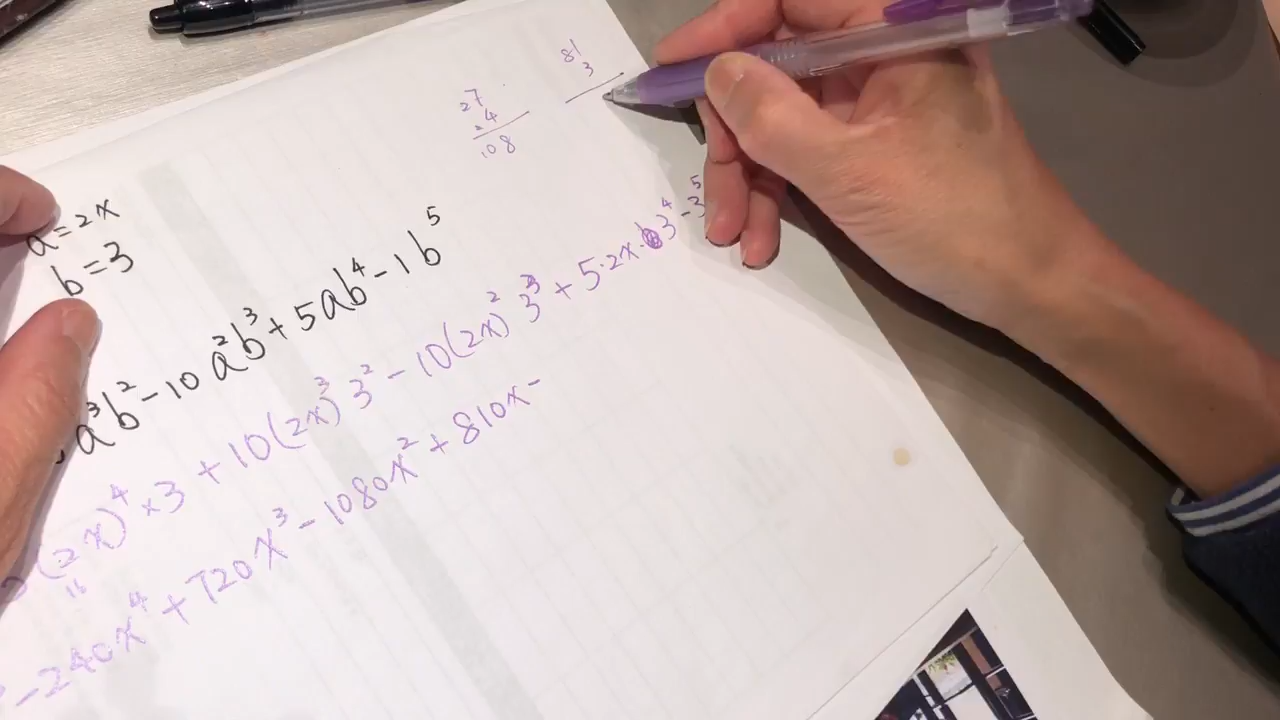 81
3
27
24
108
a=2x
b=3
a³b²-10a²b³+5ab⁴-1b⁵
(2x)⁴×3+10(2x)³3²-10(2x)²3³+5·2x·3⁴-3⁵
16
-240x⁴+720x³-1080x²+810x-